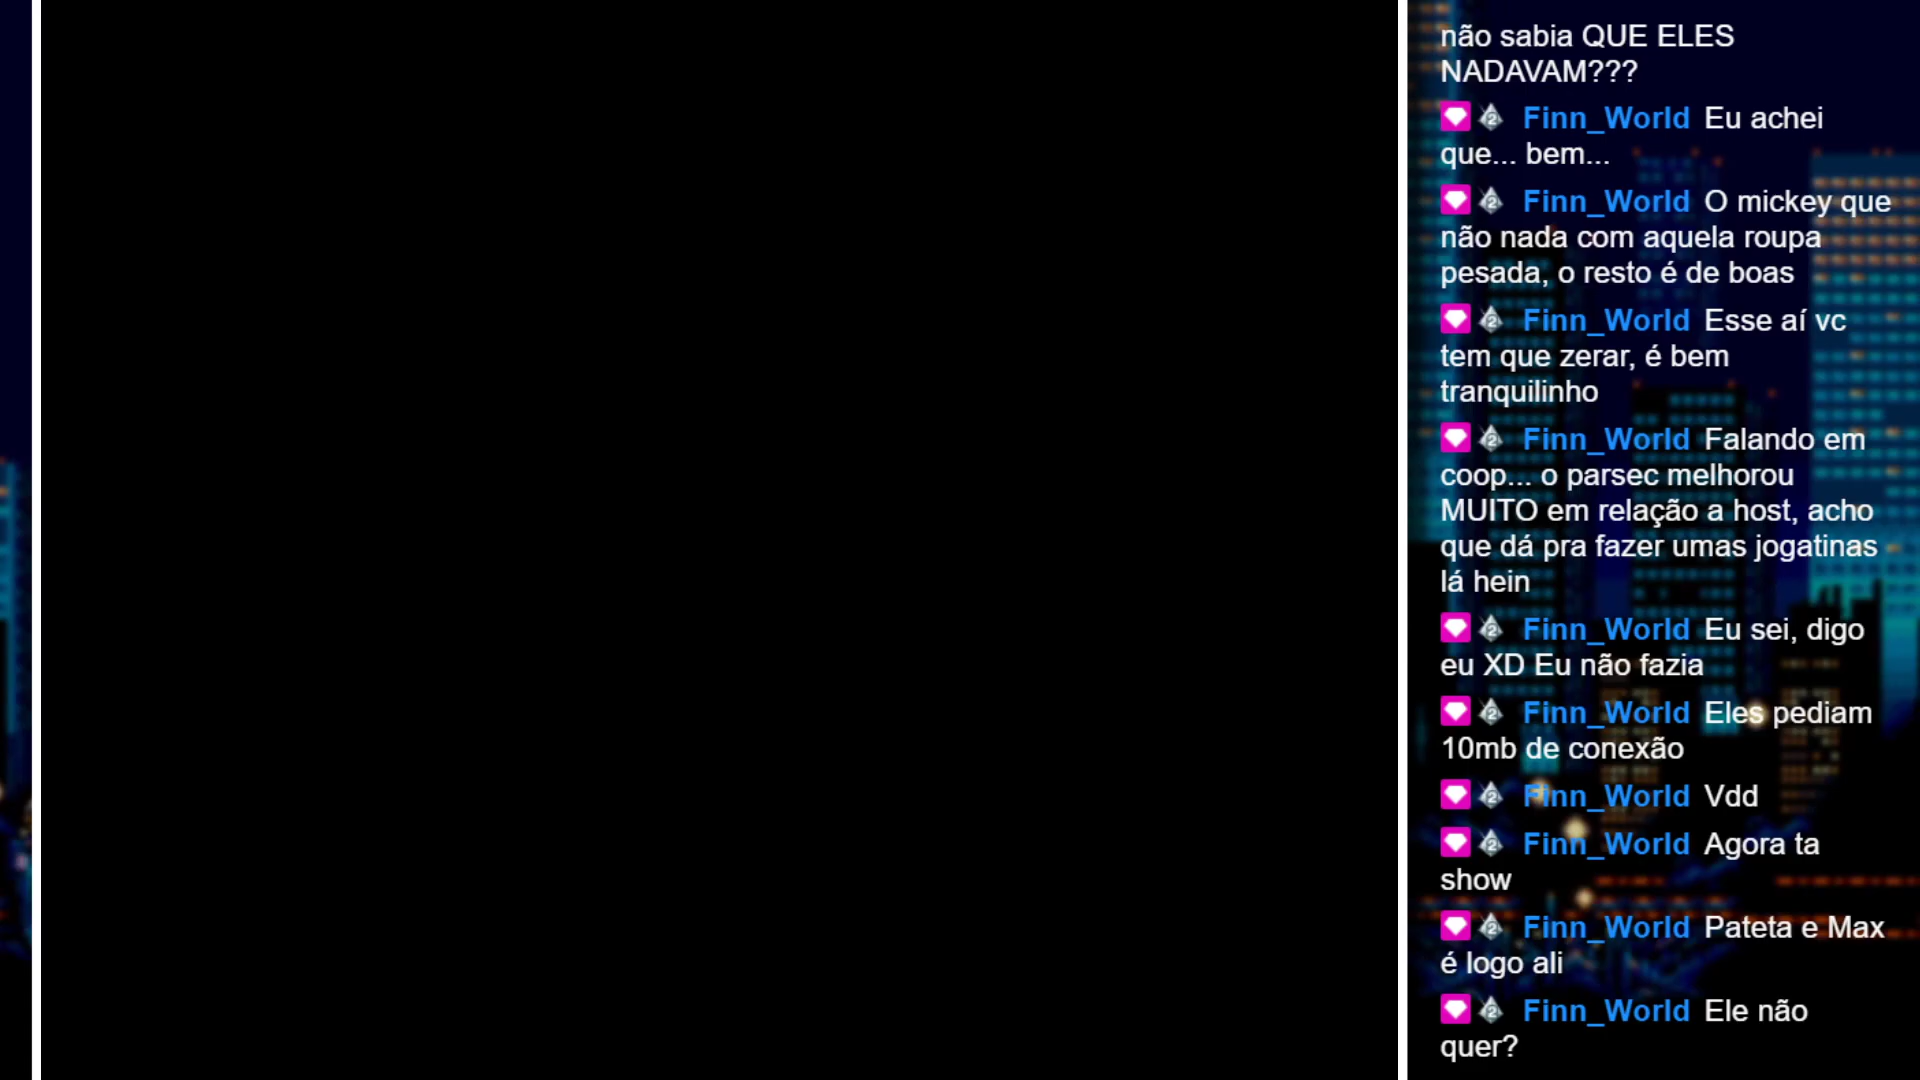 não sabia QUE ELES
NADAVAM???
Finn_World Eu achei
que... bem...
Finn_World O mickey que
não nada com aquela roupa
pesada, o resto é de boas
Finn_World Esse aí vc
tem que zerar, é bem
tranquilinho
Finn_World Falando em
coop... o parsec melhorou
MUITO em relação a host, acho
que dá pra fazer umas jogatinas
lá hein
Finn_World Eu sei, digo
eu XD Eu não fazia
Finn_World Eles pediam
10mb de conexão
Finn_World Vdd
Finn_World Agora ta
show
Finn_World Pateta e Max
é logo ali
Finn_World Ele não
quer?